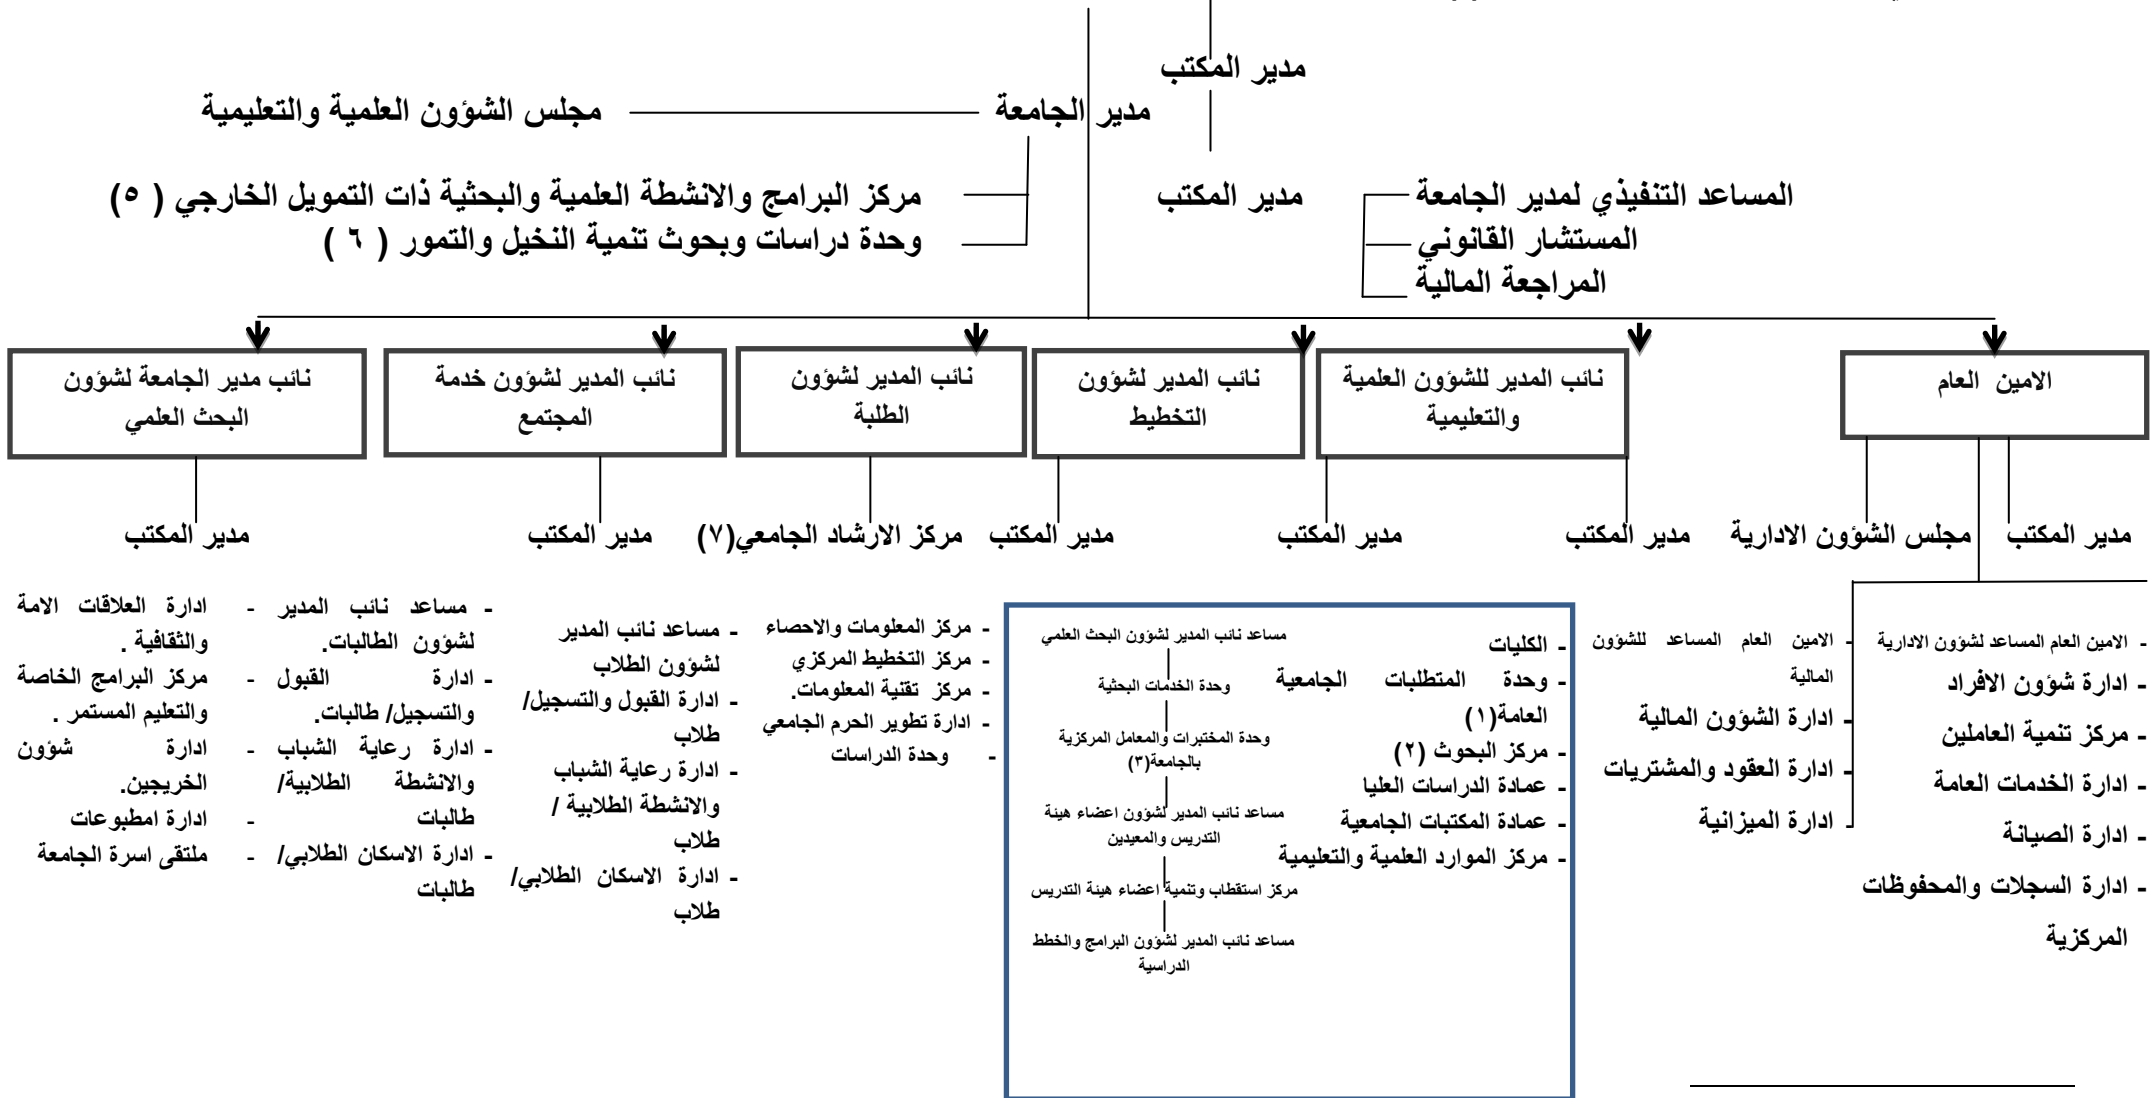 مدير المكتب
مدير الجامعة
مجلس الشؤون العلمية والتعليمية
المساعد التنفيذي لمدير الجامعة
مدير المكتب
مركز البرامج والانشطة العلمية والبحثية ذات التمويل الخارجي ( ٥)
المستشار القانوني
وحدة دراسات وبحوث تنمية النخيل والتمور ( ٦ )
المراجعة المالية
الامين العام
نائب المدير للشؤون العلمية
والتعليمية
نائب المدير لشؤون
التخطيط
نائب المدير لشؤون
الطلبة
نائب المدير لشؤون خدمة
المجتمع
نائب مدير الجامعة لشؤون
البحث العلمي
مدير المكتب
مجلس الشؤون الادارية
مدير المكتب
مدير المكتب
مدير المكتب
مركز الارشاد الجامعي(٧)
مدير المكتب
مدير المكتب
- الامين العام المساعد لشؤون الادارية
- ادارة شؤون الافراد
- مركز تنمية العاملين
- ادارة الخدمات العامة
- ادارة الصيانة
- ادارة السجلات والمحفوظات
المركزية
- الامين العام المساعد للشؤون
المالية
- ادارة الشؤون المالية
- ادارة العقود والمشتريات
- ادارة الميزانية
- الكليات
- وحدة المتطلبات الجامعية
العامة(١)
- مركز البحوث (٢)
- عمادة الدراسات العليا
- عمادة المكتبات الجامعية
- مركز الموارد العلمية والتعليمية
مساعد نائب المدير لشؤون البحث العلمي
وحدة الخدمات البحثية
وحدة المختبرات والمعامل المركزية
بالجامعة(٣)
مساعد نائب المدير لشؤون اعضاء هيئة
التدريس والمعيدين
مركز استقطاب وتنمية اعضاء هيئة التدريس
مساعد نائب المدير لشؤون البرامج والخطط
الدراسية
- مركز المعلومات والاحصاء
- مركز التخطيط المركزي
- مركز تقنية المعلومات.
- ادارة تطوير الحرم الجامعي
- وحدة الدراسات
- مساعد نائب المدير
لشؤون الطلاب
- ادارة القبول والتسجيل/
طلاب
- ادارة رعاية الشباب
والانشطة الطلابية /
طلاب
- ادارة الاسكان الطلابي/
طلاب
- مساعد نائب المدير
لشؤون الطالبات.
- ادارة القبول
والتسجيل/ طالبات.
- ادارة رعاية الشباب
والانشطة الطلابية/
طالبات
- ادارة الاسكان الطلابي/
طالبات
- ادارة العلاقات الامة
والثقافية .
- مركز البرامج الخاصة
والتعليم المستمر .
- ادارة شؤون
الخريجين.
- ادارة امطبوعات
- ملتقى اسرة الجامعة